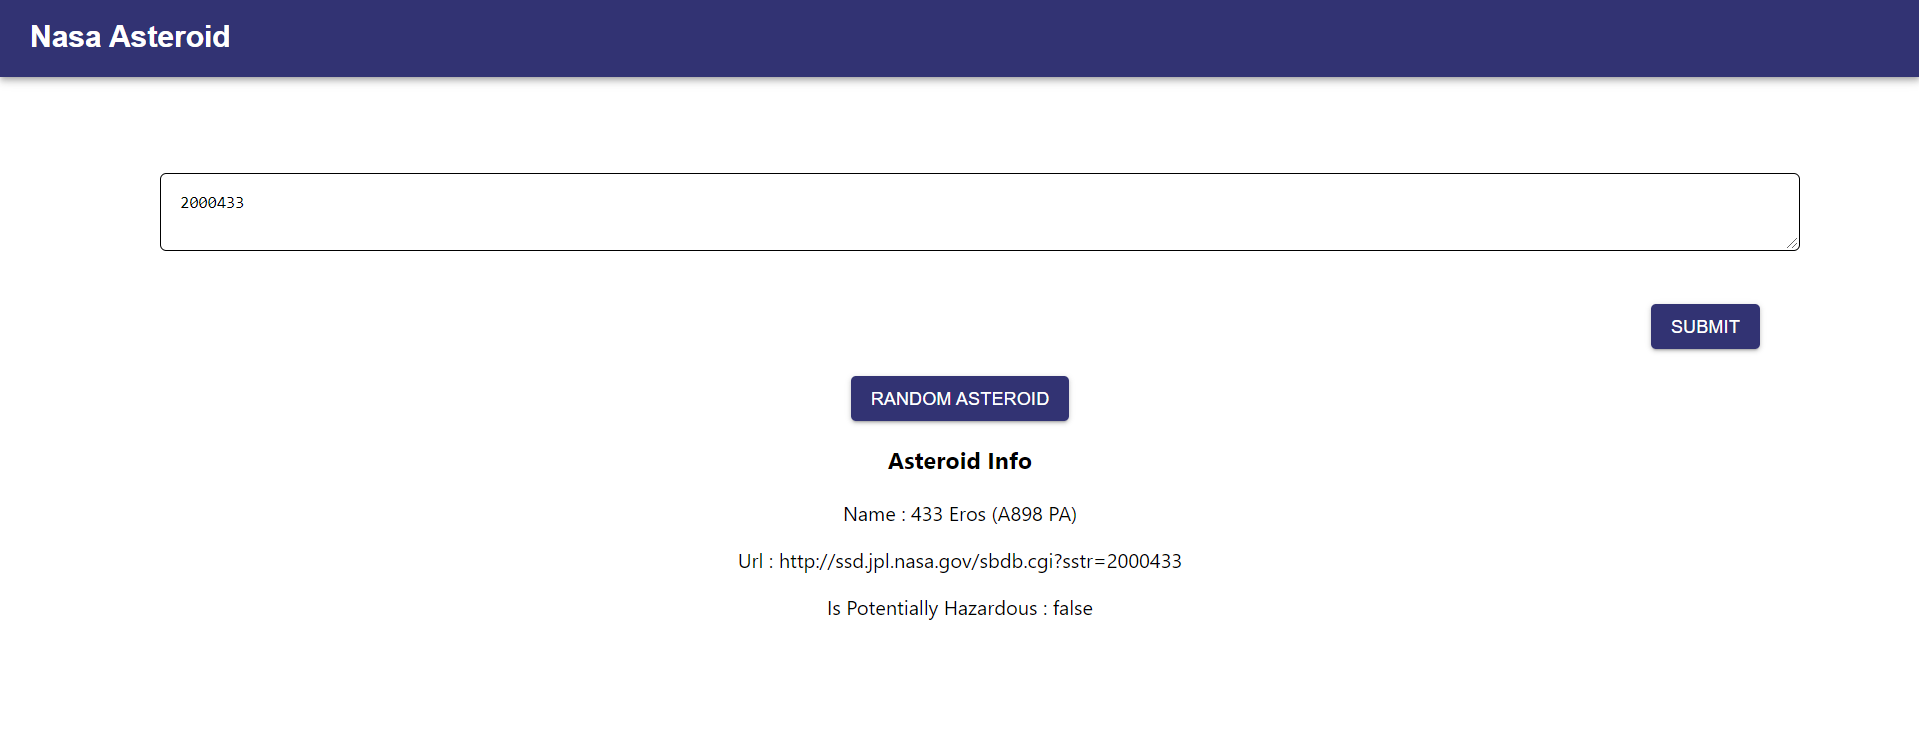 Nasa Asteroid
2000433
SUBMIT
RANDOM ASTEROID
Asteroid Info
Name : 433 Eros (A898 PA)
Url : http://ssd.jpl.nasa.gov/sbdb.cgi?sstr=2000433
Is Potentially Hazardous : false